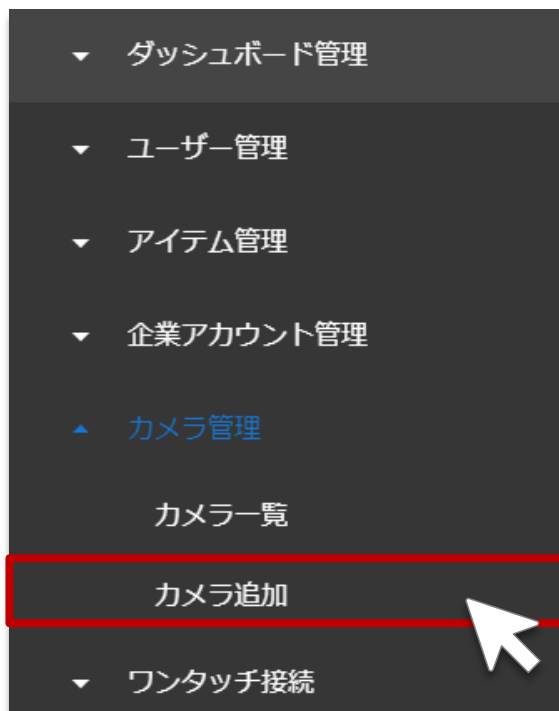 ダッシュボード管理
ユーザー管理
アイテム管理
企業アカウント管理
カメラ管理
カメラ一覧
カメラ追加
ワンタッチ接続